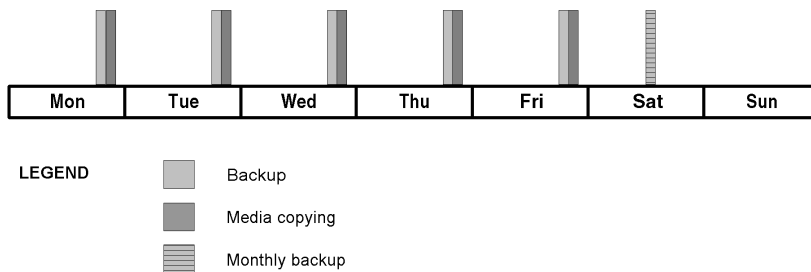 Mon Tue Wed Thu Fri Sat Sun
LEGEND
Backup
Media copying
Monthly backup